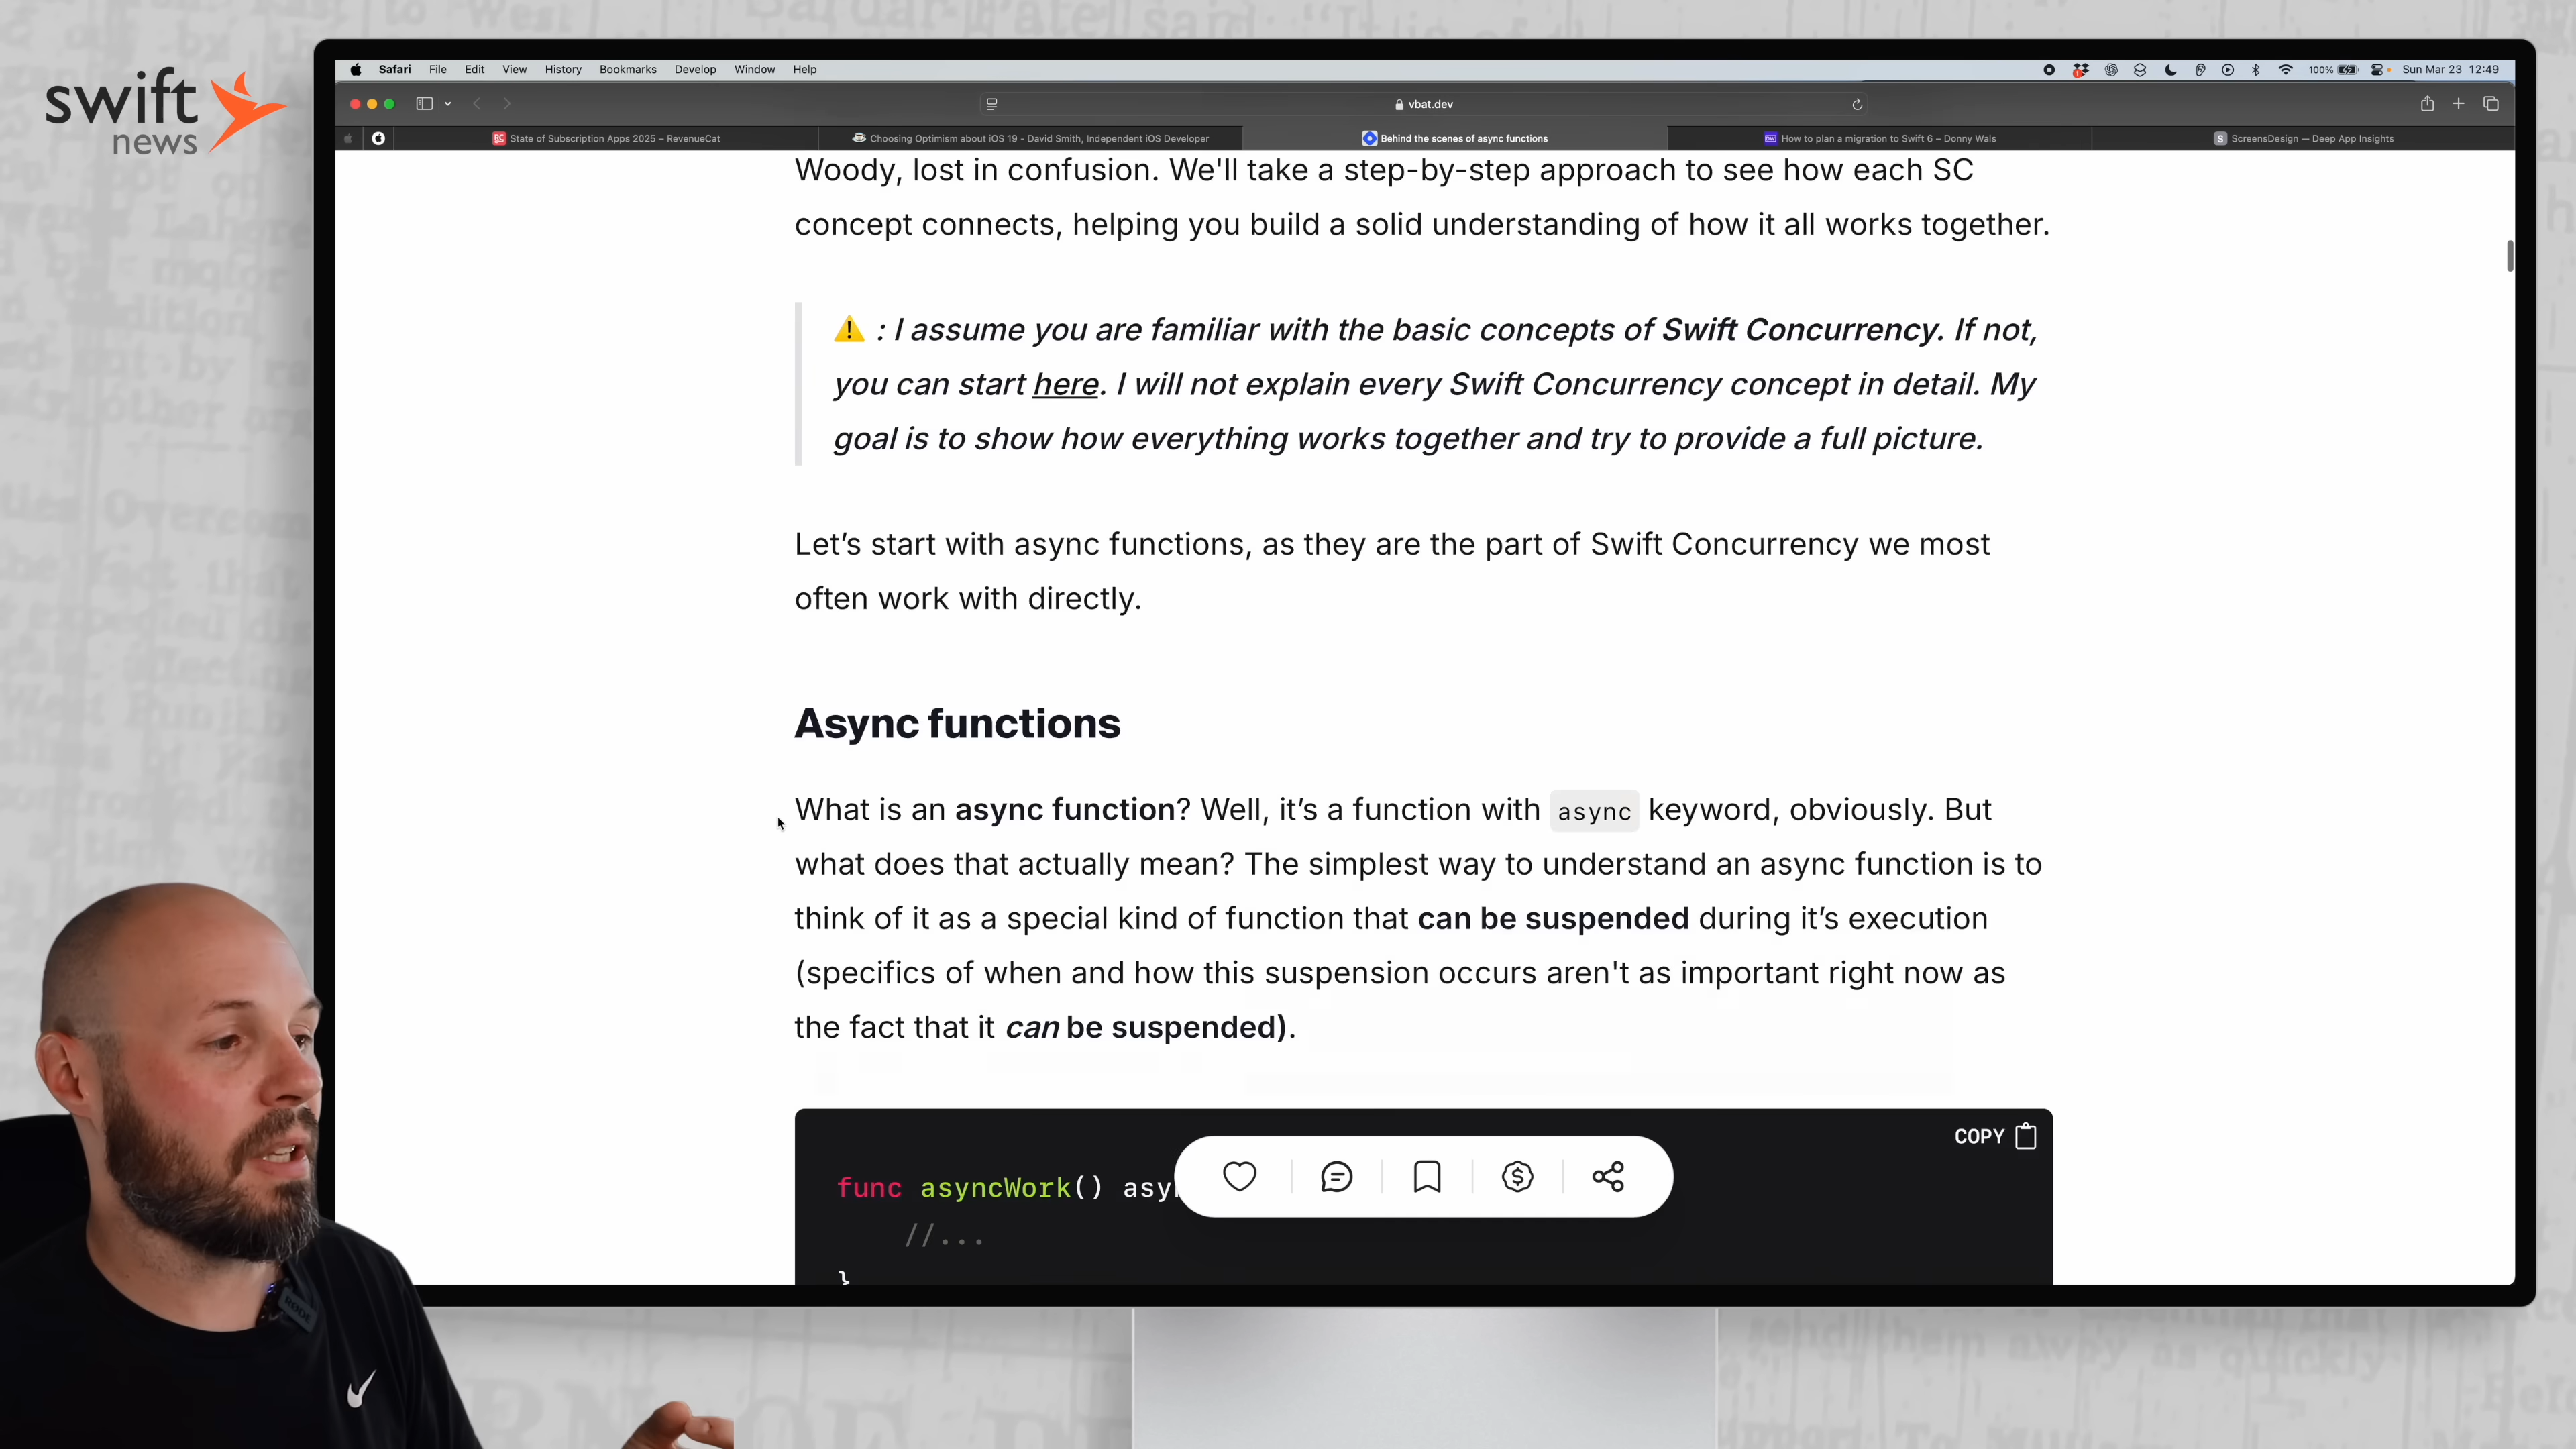 swift
news
Safari File Edit View History Bookmarks Develop Window Help
100% Sun Mar 23 12:49
vbat.dev
State of Subscription Apps 2025 – RevenueCat
Choosing Optimism about iOS 19 - David Smith, Independent iOS Developer
Behind the scenes of async functions
How to plan a migration to Swift 6 – Donny Wals
ScreensDesign — Deep App Insights
Woody, lost in confusion. We'll take a step-by-step approach to see how each SC
concept connects, helping you build a solid understanding of how it all works together.
⚠️ : I assume you are familiar with the basic concepts of Swift Concurrency. If not,
you can start here. I will not explain every Swift Concurrency concept in detail. My
goal is to show how everything works together and try to provide a full picture.
Let’s start with async functions, as they are the part of Swift Concurrency we most
often work with directly.
Async functions
What is an async function? Well, it’s a function with async keyword, obviously. But
what does that actually mean? The simplest way to understand an async function is to
think of it as a special kind of function that can be suspended during it’s execution
(specifics of when and how this suspension occurs aren't as important right now as
the fact that it can be suspended).
COPY
func asyncWork() asy
//...
}
RØDE